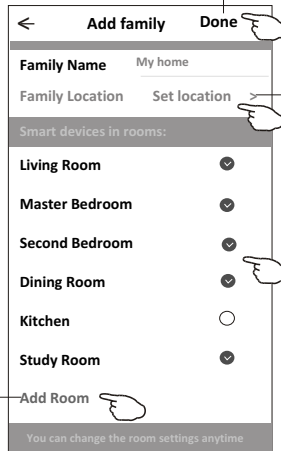 Add family Done
Family Name My home
Family Location Set location >
Smart devices in rooms:
Living Room
Master Bedroom
Second Bedroom
Dining Room
Kitchen
Study Room
Add Room
You can change the room settings anytime